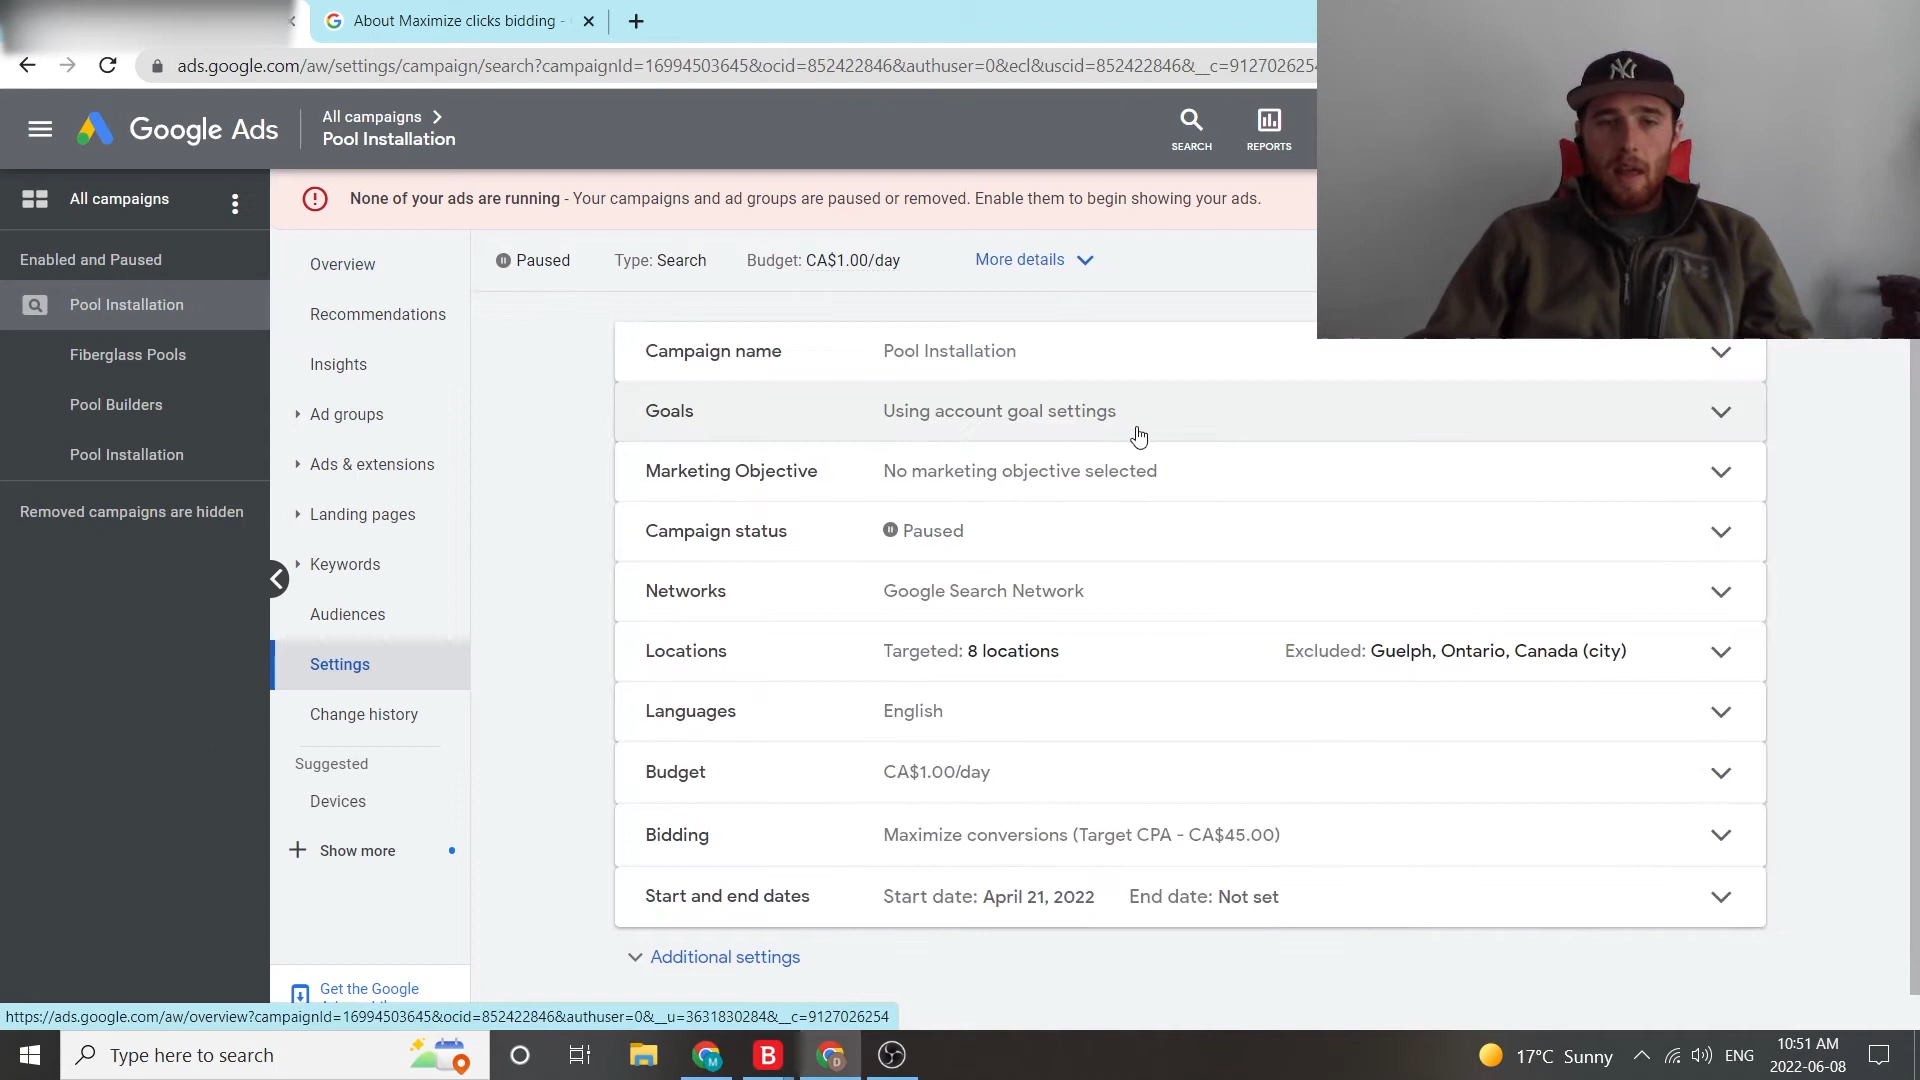 About Maximize clicks bidding -
ads.google.com/aw/settings/campaign/search?campaignId=16994503645&ocid=852422846&authuser=0&ecl&uscid=852422846&__c=9127026254
Google Ads
All campaigns
Pool Installation
SEARCH
REPORTS
All campaigns
None of your ads are running - Your campaigns and ad groups are paused or removed. Enable them to begin showing your ads.
Enabled and Paused
Pool Installation
Fiberglass Pools
Pool Builders
Pool Installation
Removed campaigns are hidden
Overview
Recommendations
Insights
Ad groups
Ads & extensions
Landing pages
Keywords
Audiences
Settings
Change history
Suggested
Devices
Show more
Get the Google
Paused Type: Search Budget: CA$1.00/day More details
Campaign name Pool Installation
Goals Using account goal settings
Marketing Objective No marketing objective selected
Campaign status Paused
Networks Google Search Network
Locations Targeted: 8 locations Excluded: Guelph, Ontario, Canada (city)
Languages English
Budget CA$1.00/day
Bidding Maximize conversions (Target CPA - CA$45.00)
Start and end dates Start date: April 21, 2022 End date: Not set
Additional settings
https://ads.google.com/aw/overview?campaignId=16994503645&ocid=852422846&authuser=0&__u=3631830284&__c=9127026254
Type here to search
17°C Sunny
ENG
10:51 AM
2022-06-08